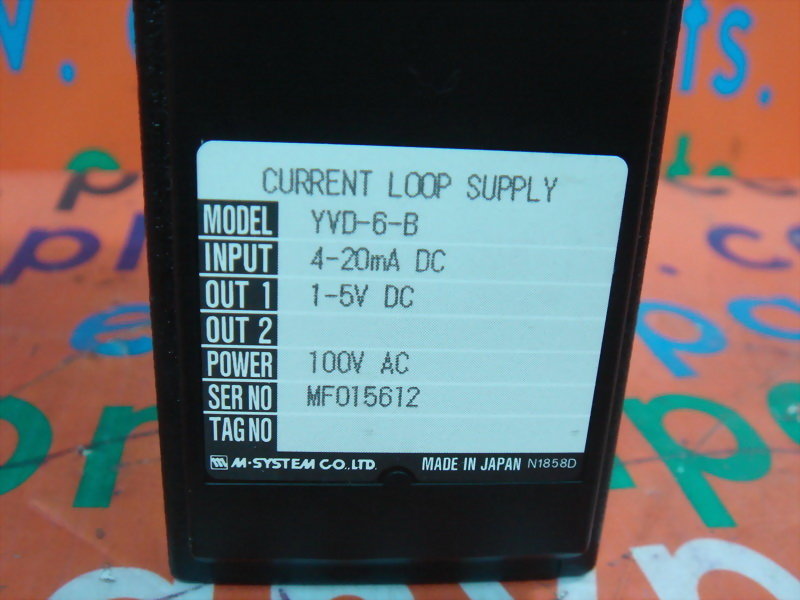 CURRENT LOOP SUPPLY
MODEL YVD-6-B
INPUT 4-20mA DC
OUT 1 1-5V DC
OUT 2
POWER 100V AC
SER NO MF015612
TAG NO
M-SYSTEM CO.,LTD. MADE IN JAPAN N1858D